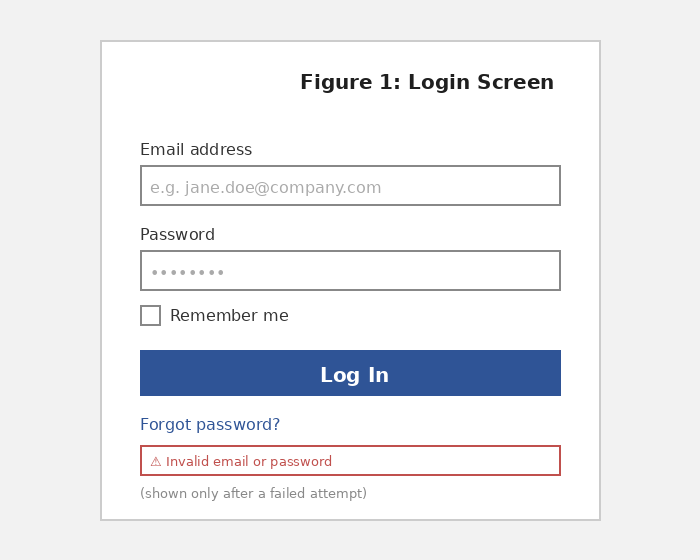 Figure 1: Login Screen
Email address
e.g. jane.doe@company.com
Password
••••••••
Remember me
Log In
Forgot password?
⚠ Invalid email or password
(shown only after a failed attempt)